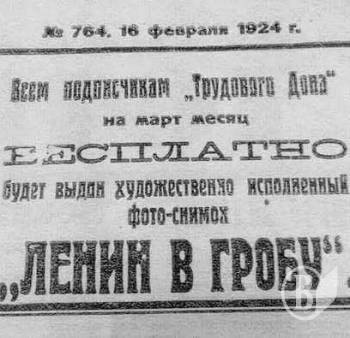 № 764. 16 февраля 1924 г.
Всем подписчикам „Трудового Дона“
на март месяц
БЕСПЛАТНО
будет выдан художественно исполненный
фото-снимок
„ЛЕНИН В ГРОБУ“.
В